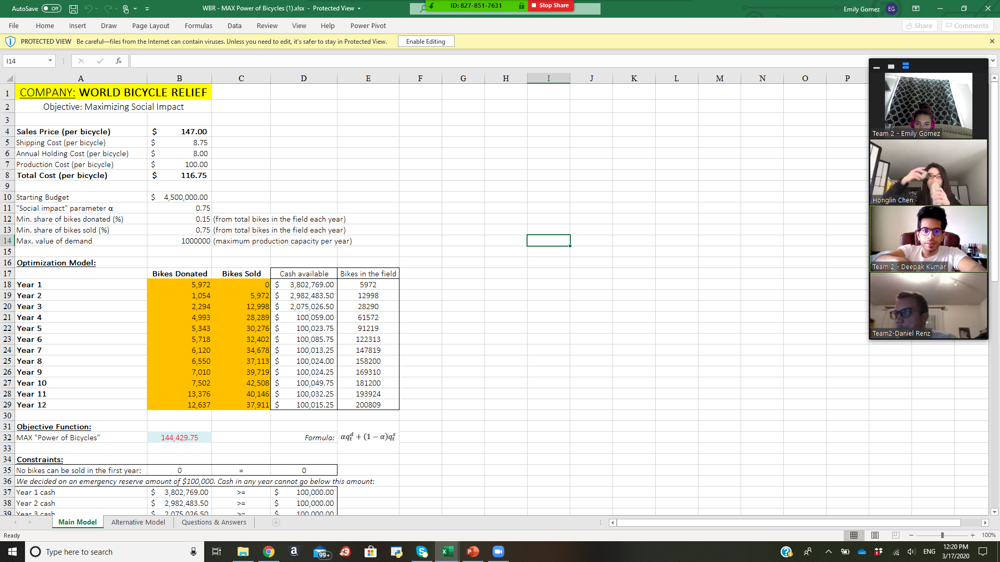 AutoSave Off
WBR - MAX Power of Bicycles (1).xlsx - Protected View
ID: 827-851-7631
Stop Share
Emily Gomez EG
File Home Insert Draw Page Layout Formulas Data Review View Help Power Pivot
Share Comments
PROTECTED VIEW Be careful—files from the Internet can contain viruses. Unless you need to edit, it's safer to stay in Protected View. Enable Editing
I14 fx
A B C D E F G H I J K L M N O P
1 COMPANY: WORLD BICYCLE RELIEF
2 Objective: Maximizing Social Impact
3
4 Sales Price (per bicycle) $ 147.00
5 Shipping Cost (per bicycle) $ 8.75
6 Annual Holding Cost (per bicycle) $ 8.00
7 Production Cost (per bicycle) $ 100.00
8 Total Cost (per bicycle) $ 116.75
9
10 Starting Budget $ 4,500,000.00
11 "Social impact" parameter α 0.75
12 Min. share of bikes donated (%) 0.15 (from total bikes in the field each year)
13 Min. share of bikes sold (%) 0.75 (from total bikes in the field each year)
14 Max. value of demand 1000000 (maximum production capacity per year)
15
16 Optimization Model:
17 Bikes Donated Bikes Sold Cash available Bikes in the field
18 Year 1 5,972 0 $ 3,802,769.00 5972
19 Year 2 1,054 5,972 $ 2,982,483.50 12998
20 Year 3 2,294 12,998 $ 2,075,026.50 28290
21 Year 4 4,993 28,289 $ 100,059.00 61572
22 Year 5 5,343 30,276 $ 100,023.75 91219
23 Year 6 5,718 32,402 $ 100,085.75 122313
24 Year 7 6,120 34,678 $ 100,013.25 147819
25 Year 8 6,550 37,113 $ 100,024.00 158200
26 Year 9 7,010 39,719 $ 100,024.25 169310
27 Year 10 7,502 42,508 $ 100,049.75 181200
28 Year 11 13,376 40,146 $ 100,032.25 193924
29 Year 12 12,637 37,911 $ 100,015.25 200809
30
31 Objective Function:
32 MAX "Power of Bicycles" 144,429.75 Formula: αqₜᵈ + (1 − α)qₜˢ
33
34 Constraints:
35 No bikes can be sold in the first year: 0 = 0
36 We decided on an emergency reserve amount of $100,000. Cash in any year cannot go below this amount:
37 Year 1 cash $ 3,802,769.00 >= $ 100,000.00
38 Year 2 cash $ 2,982,483.50 >= $ 100,000.00
39 Year 3 cash $ 2,075,026.50 >= $ 100,000.00
Team 2 - Emily Gomez
Honglin Chen
Team 2 - Deepak Kumar
Team2-Daniel Renz
Main Model Alternative Model Questions & Answers
Ready 100%
Type here to search
99+
ENG
12:20 PM
3/17/2020